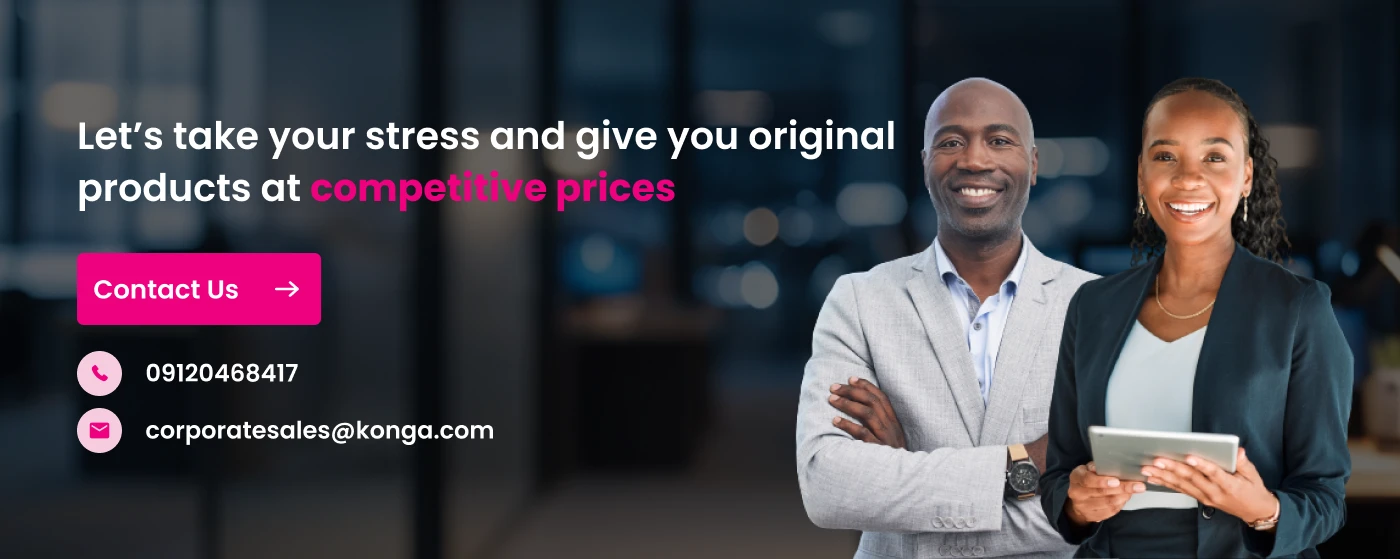 Let’s take your stress and give you original
products at competitive prices
Contact Us
09120468417
corporatesales@konga.com